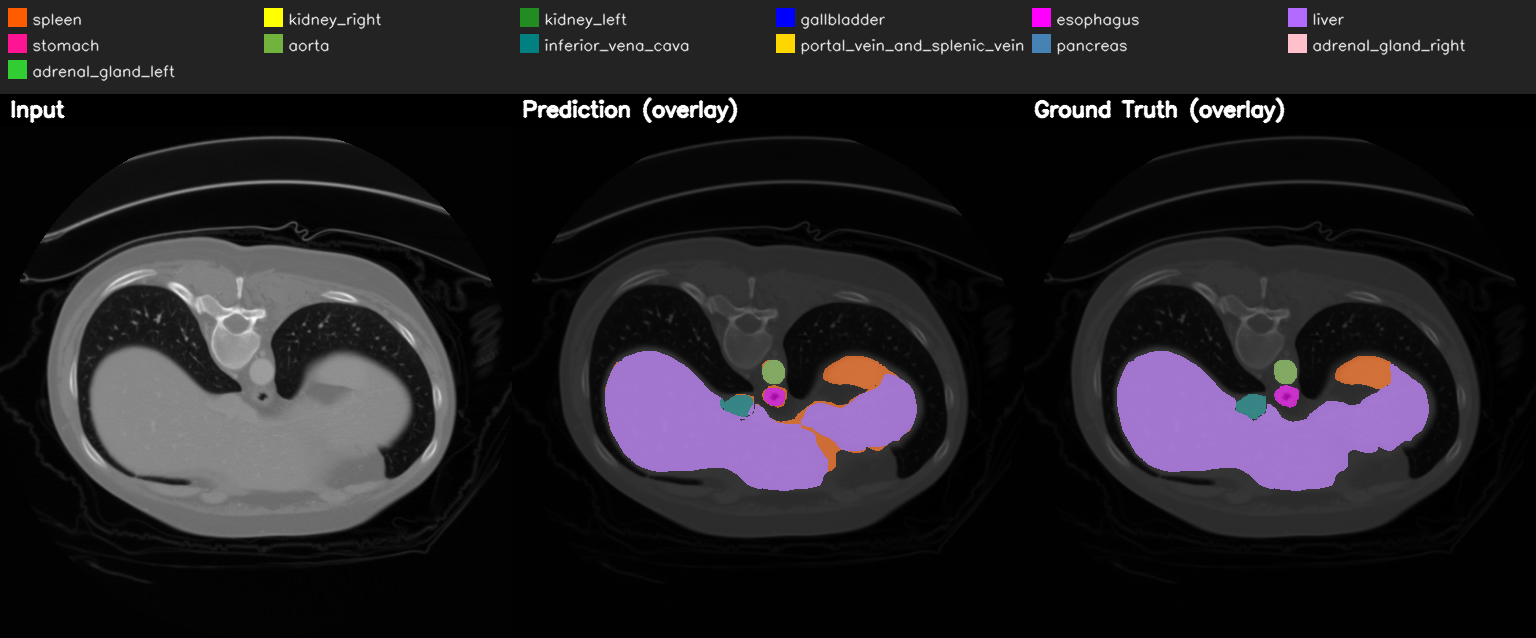 spleen kidney_right kidney_left gallbladder esophagus liver
stomach aorta inferior_vena_cava portal_vein_and_splenic_vein pancreas adrenal_gland_right
adrenal_gland_left
Input Prediction (overlay) Ground Truth (overlay)